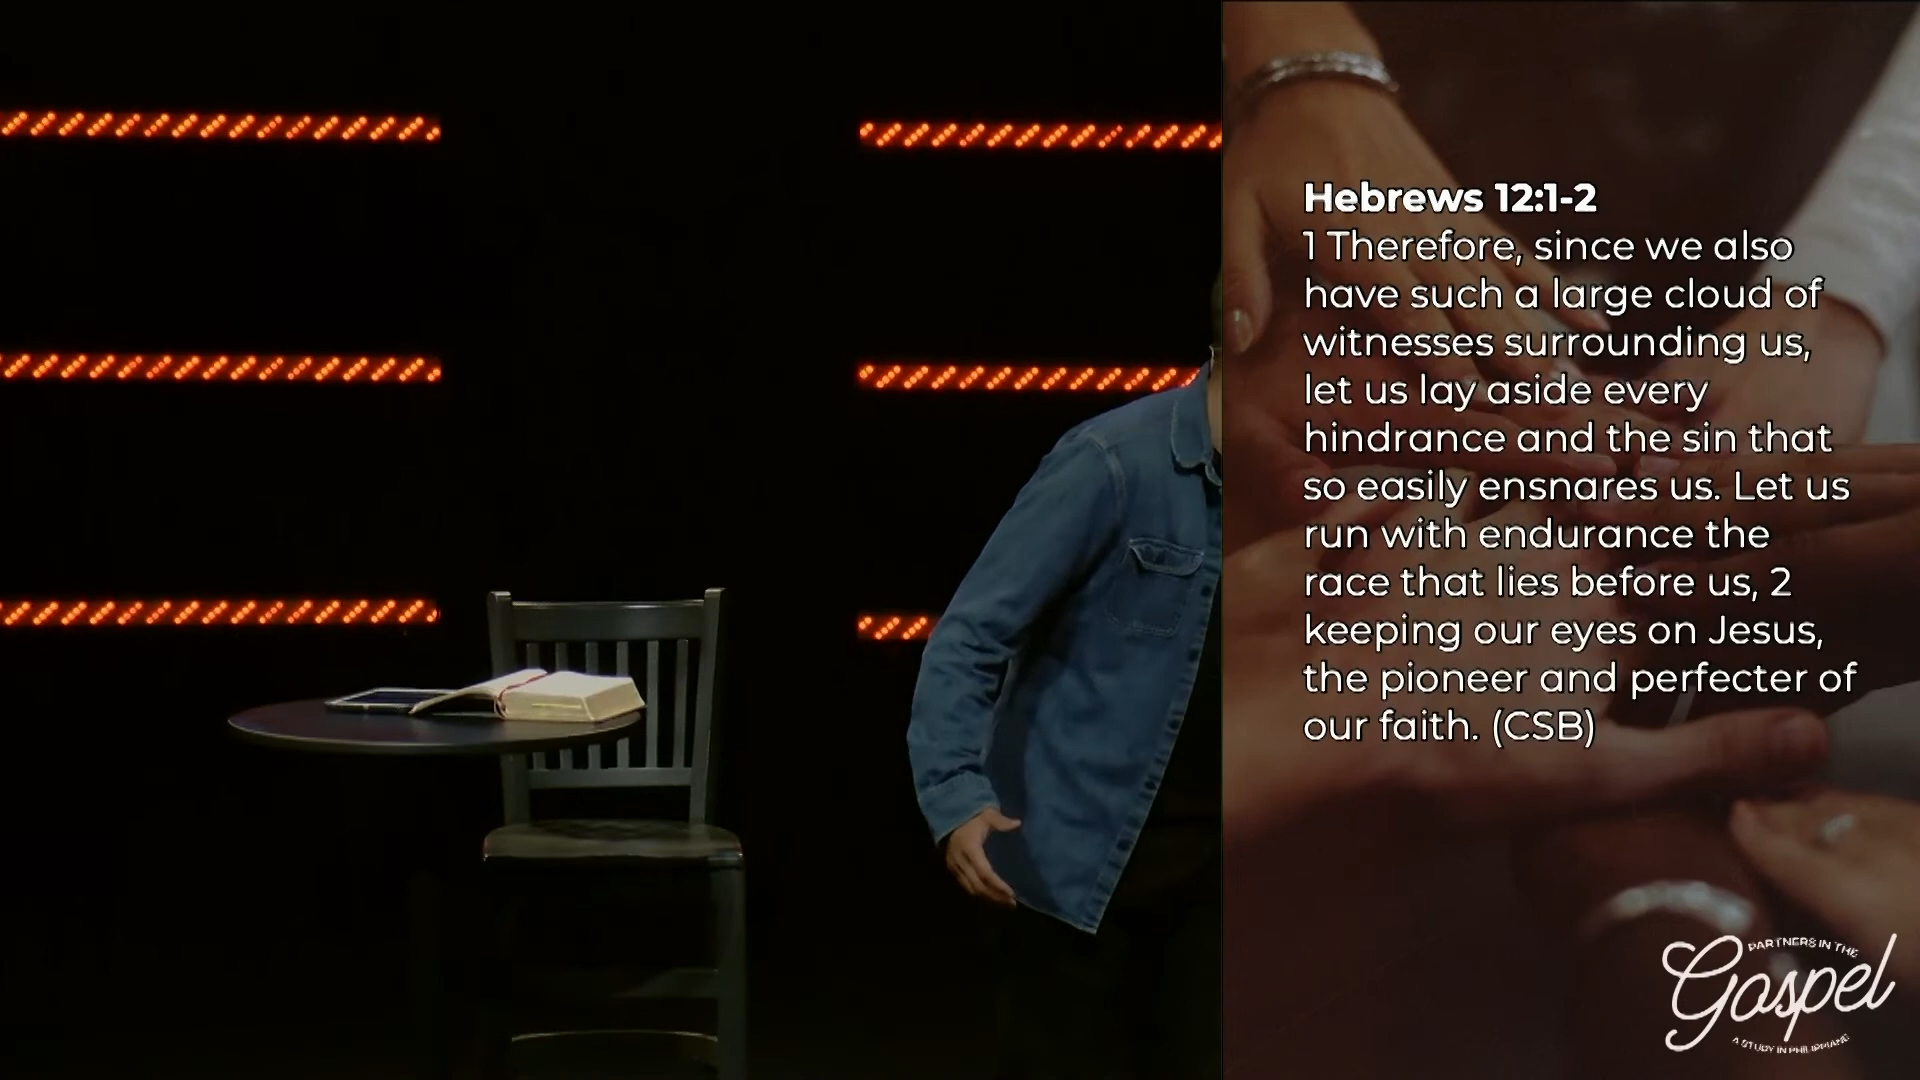 Hebrews 12:1-2
1 Therefore, since we also
have such a large cloud of
witnesses surrounding us,
let us lay aside every
hindrance and the sin that
so easily ensnares us. Let us
run with endurance the
race that lies before us, 2
keeping our eyes on Jesus,
the pioneer and perfecter of
our faith. (CSB)
PARTNERS IN THE
Gospel
A STUDY IN PHILIPPIANS